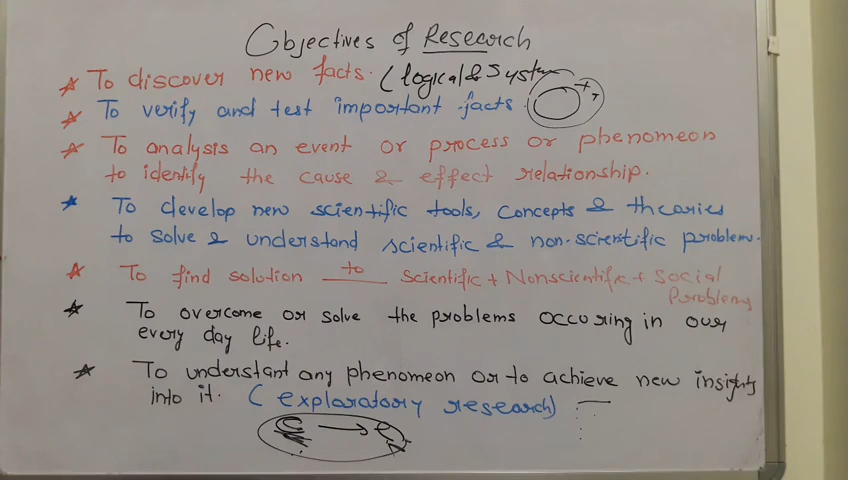 Objectives of Research
To discover new facts. (logical & System
To verify and test important facts.
To analysis an event or process or phenomeon
to identify the cause & effect relationship.
To develop new scientific tools, concepts & theories
to solve & understand scientific & non-scientific problems.
To find solution to Scientific + Nonscientific + Social
Problems
To overcome or solve the problems occuring in our
every day life.
To understant any phenomeon or to achieve new insights
into it. (exploratory research)